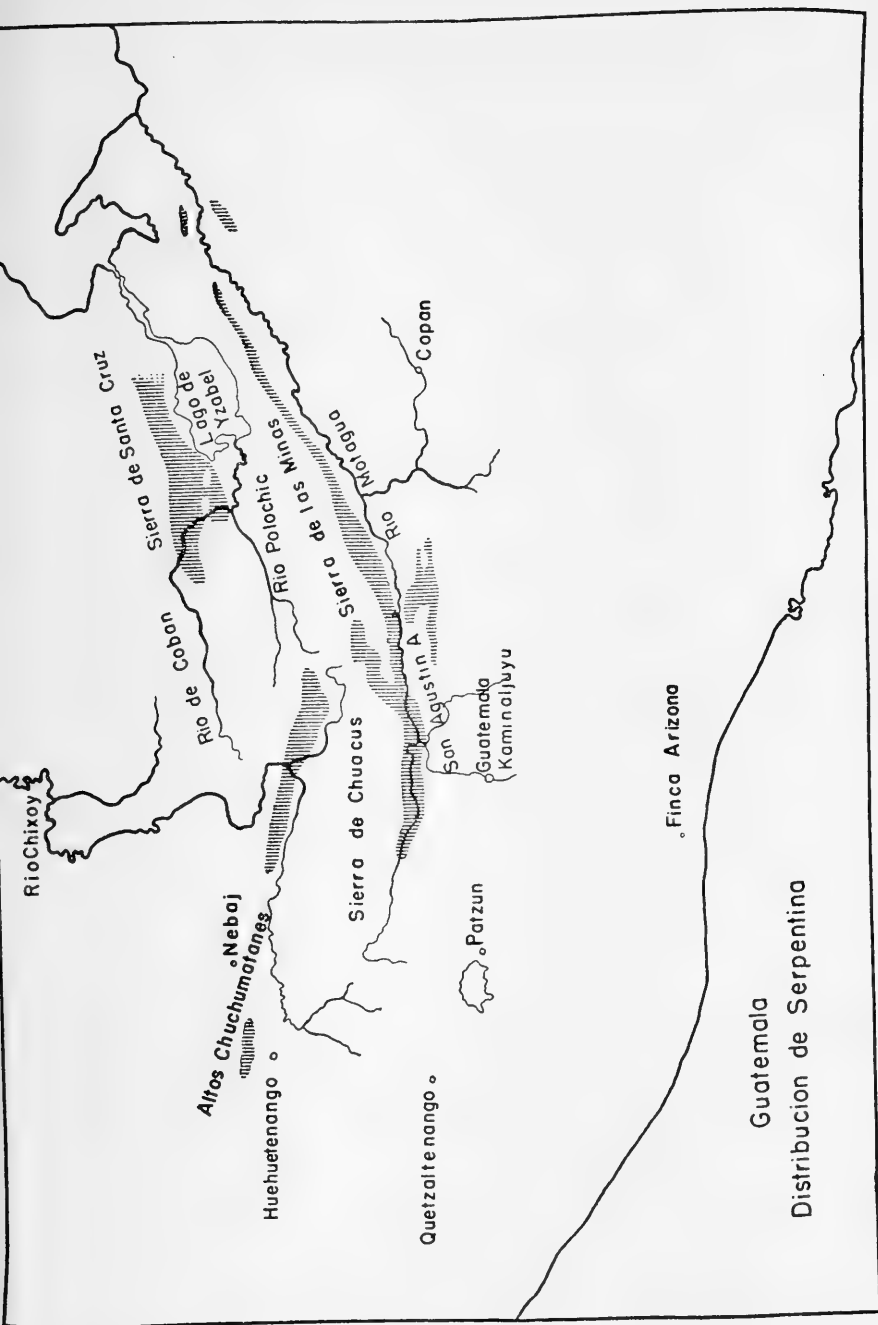 Rio Chixoy
Sierra de Santa Cruz
Rio de Coban
Lago de
Yzabel
Rio Polochic
Sierra de las Minas
Rio Motagua
Copan
Altos Chuchumatanes
Nebaj
Huehuetenango
Sierra de Chuacus
San Agustin A
Guatemala
Kaminaljuyu
Quetzaltenango
Patzun
Finca Arizona
Guatemala
Distribucion de Serpentina